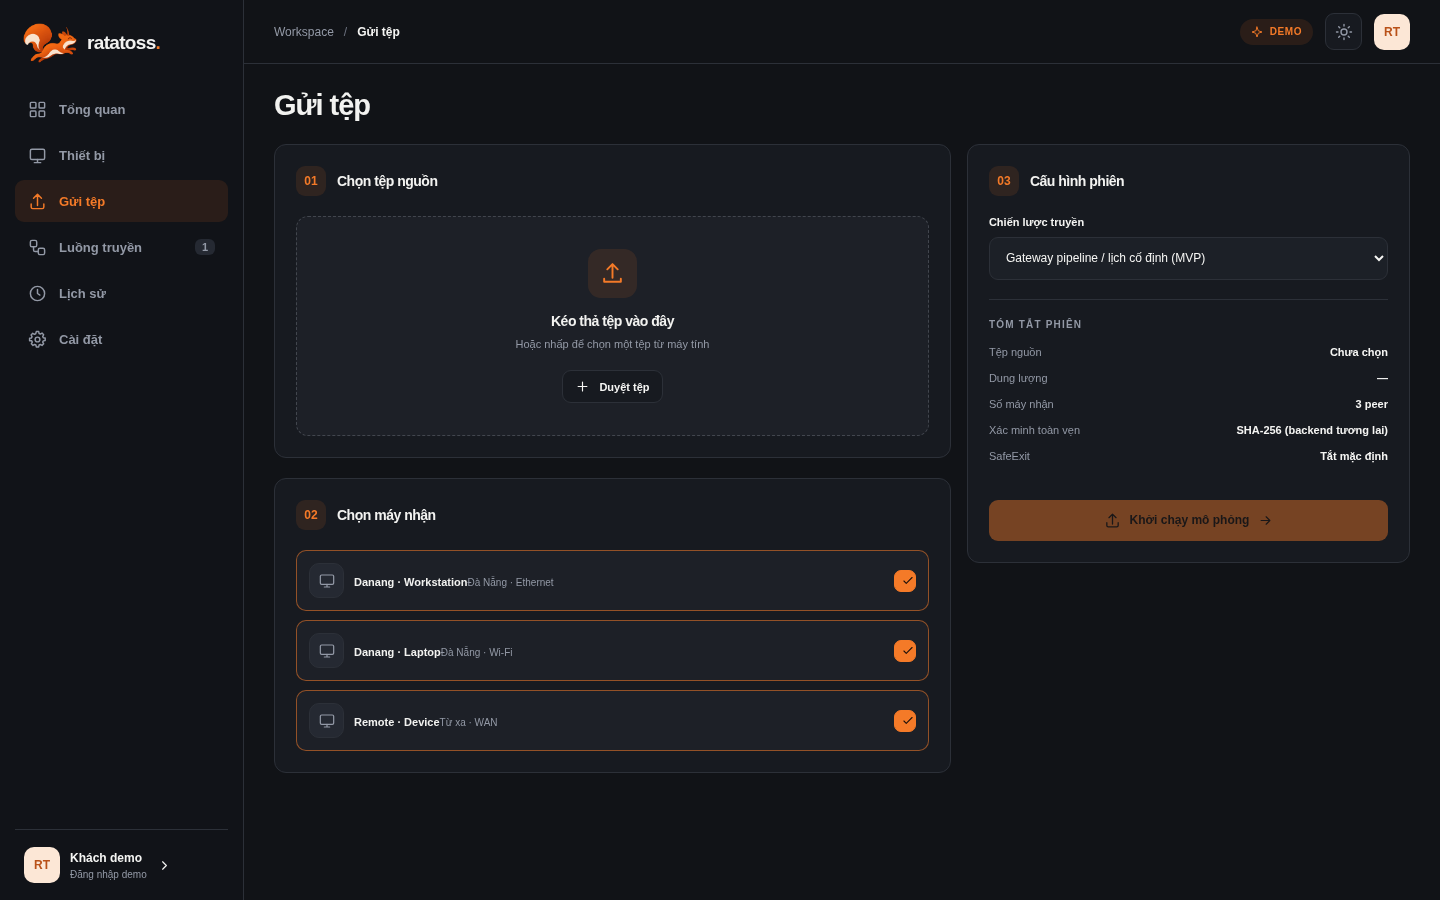 ratatoss.
Tổng quan
Thiết bị
Gửi tệp
Luồng truyền 1
Lịch sử
Cài đặt
RT Khách demo
Đăng nhập demo
Workspace / Gửi tệp
DEMO
RT
Gửi tệp
01 Chọn tệp nguồn
Kéo thả tệp vào đây
Hoặc nhấp để chọn một tệp từ máy tính
Duyệt tệp
02 Chọn máy nhận
Danang · Workstation Đà Nẵng · Ethernet
Danang · Laptop Đà Nẵng · Wi-Fi
Remote · Device Từ xa · WAN
03 Cấu hình phiên
Chiến lược truyền
Gateway pipeline / lịch cố định (MVP)
TÓM TẮT PHIÊN
Tệp nguồn Chưa chọn
Dung lượng —
Số máy nhận 3 peer
Xác minh toàn vẹn SHA-256 (backend tương lai)
SafeExit Tắt mặc định
Khởi chạy mô phỏng